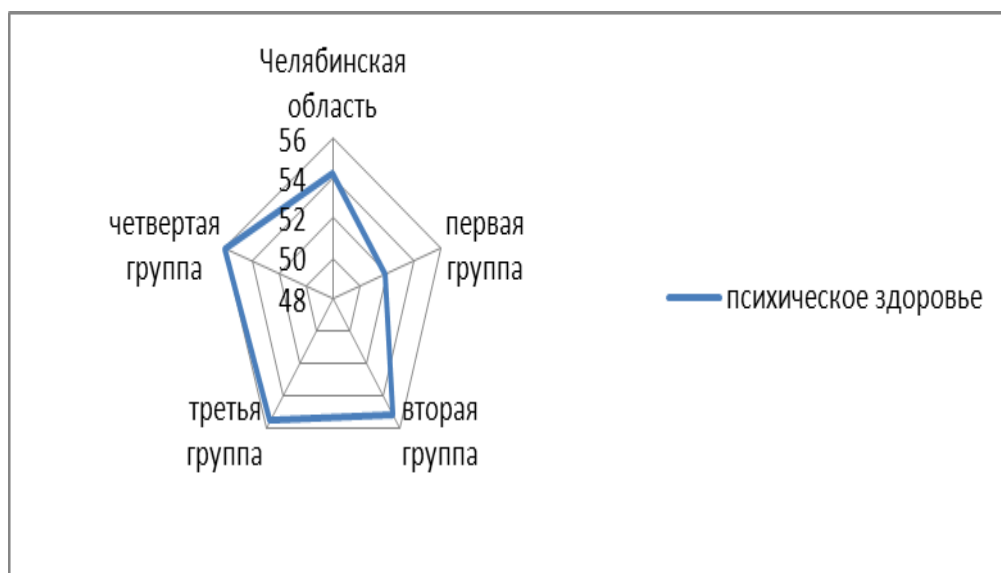 Челябинская
область
56
54
52
50
48
первая
группа
вторая
группа
третья
группа
четвертая
группа
психическое здоровье